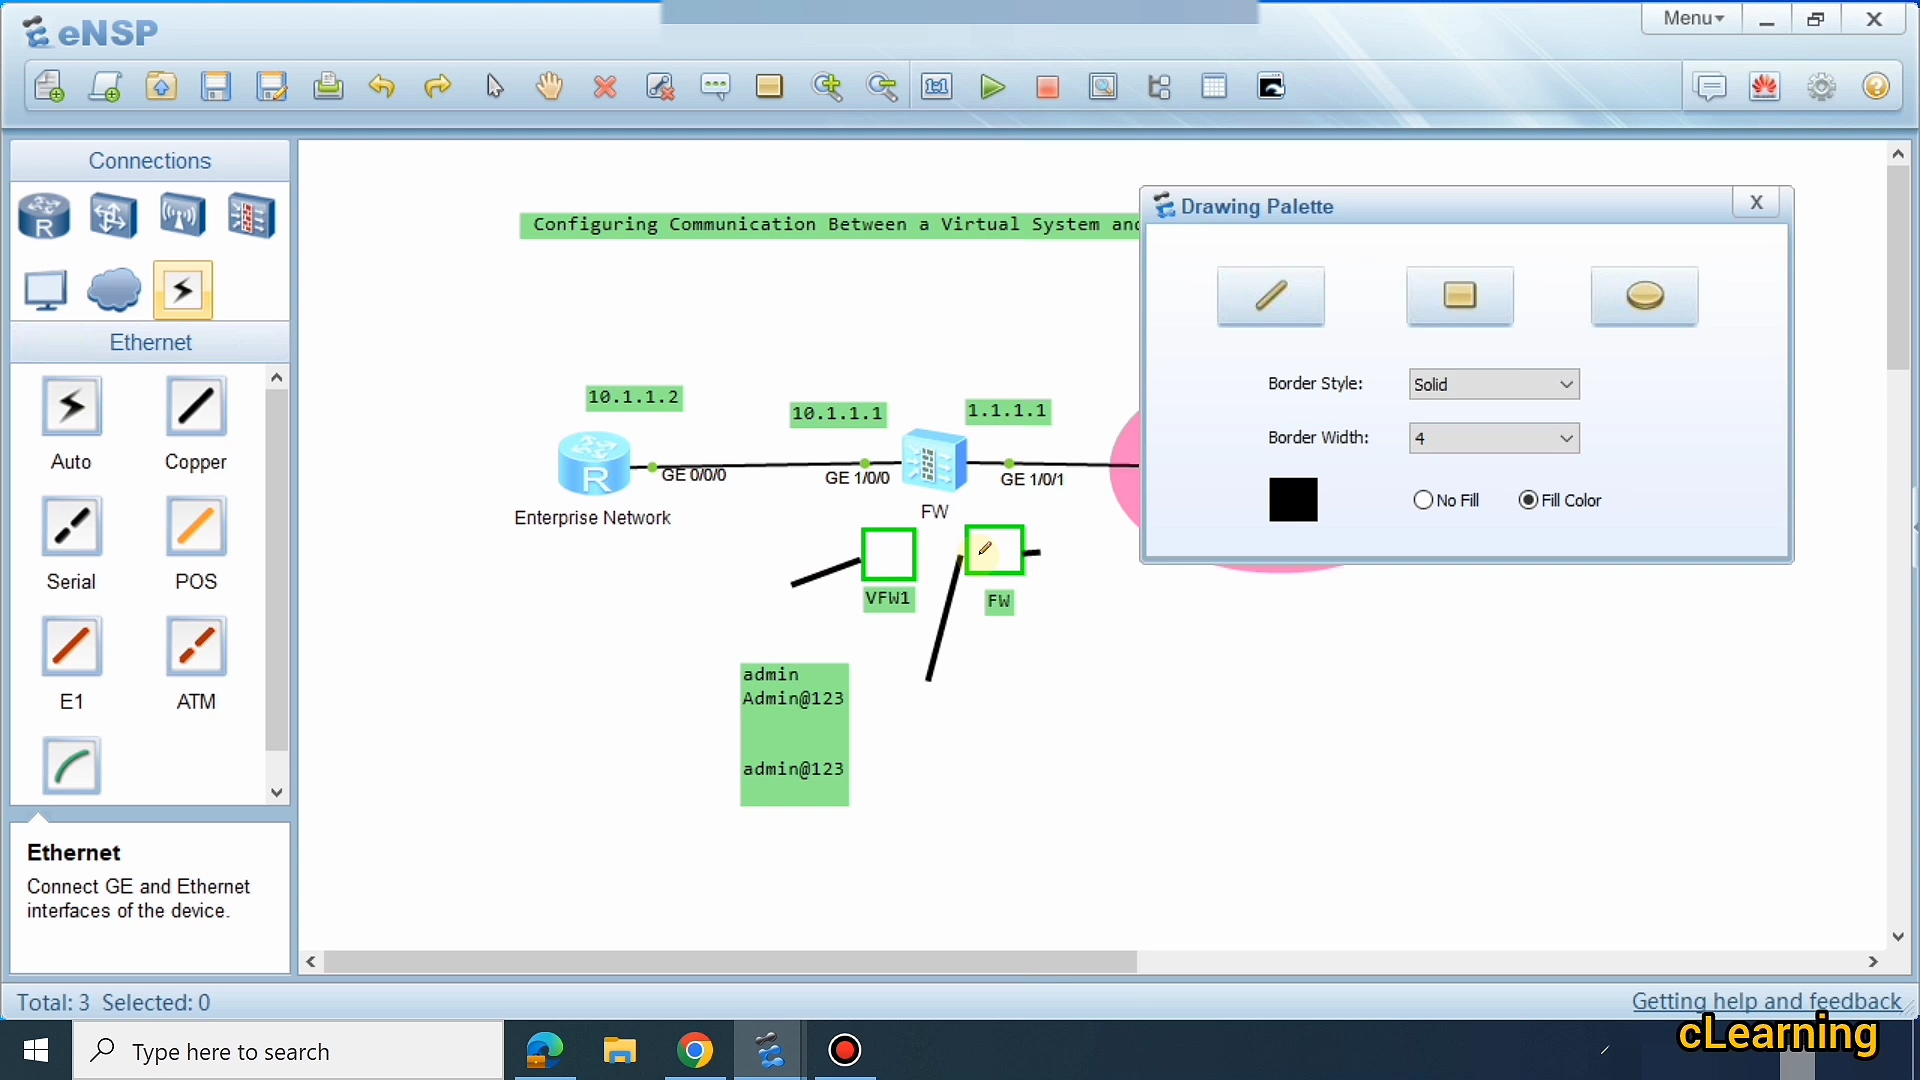 eNSP
Menu
1:1
Connections
R
Ethernet
Auto
Copper
Serial
POS
E1
ATM
Ethernet
Connect GE and Ethernet
interfaces of the device.
Configuring Communication Between a Virtual System and
10.1.1.2
10.1.1.1
1.1.1.1
R
GE 0/0/0
GE 1/0/0
GE 1/0/1
Enterprise Network
FW
VFW1
FW
admin
Admin@123
admin@123
Drawing Palette
X
Border Style:
Solid
Border Width:
4
No Fill
Fill Color
Total: 3 Selected: 0
Getting help and feedback
cLearning
Type here to search